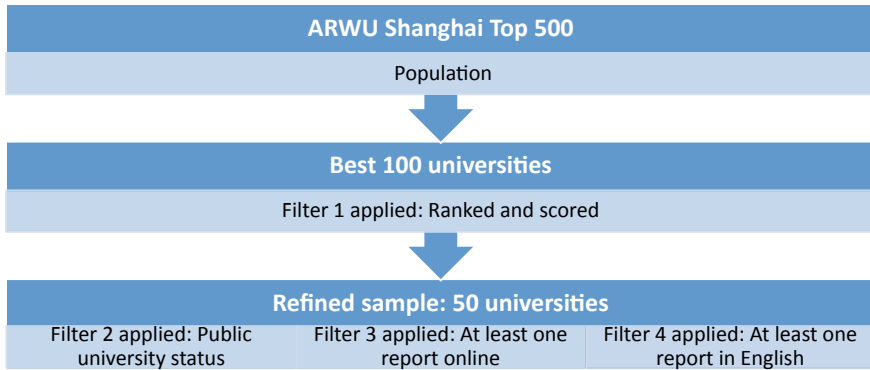 ARWU Shanghai Top 500
Population
Best 100 universities
Filter 1 applied: Ranked and scored
Refined sample: 50 universities
Filter 2 applied: Public
university status
Filter 3 applied: At least one
report online
Filter 4 applied: At least one
report in English